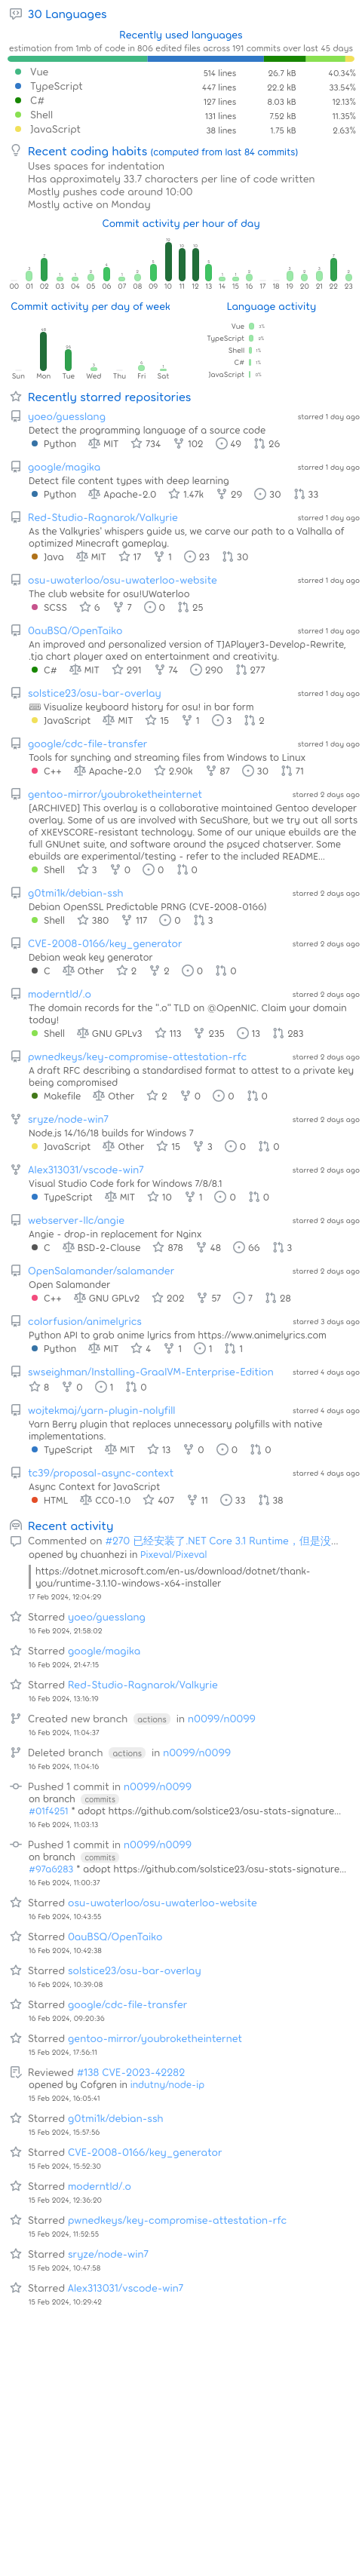 30 Languages
Recently used languages
estimation from 1mb of code in 806 edited files across 191 commits over last 45 days
Vue 514 lines 26.7 kB 40.34%
TypeScript 447 lines 22.2 kB 33.54%
C# 127 lines 8.03 kB 12.13%
Shell 131 lines 7.52 kB 11.35%
JavaScript 38 lines 1.75 kB 2.63%
Recent coding habits (computed from last 84 commits)
Uses spaces for indentation
Has approximately 33.7 characters per line of code written
Mostly pushes code around 10:00
Mostly active on Monday
Commit activity per hour of day
00 01 02 03 04 05 06 07 08 09 10 11 12 13 14 15 16 17 18 19 20 21 22 23
Commit activity per day of week
Sun Mon Tue Wed Thu Fri Sat
Language activity
Vue
TypeScript
Shell
C#
JavaScript
Recently starred repositories
yoeo/guesslang starred 1 day ago
Detect the programming language of a source code
Python MIT 734 102 49 26
google/magika starred 1 day ago
Detect file content types with deep learning
Python Apache-2.0 1.47k 29 30 33
Red-Studio-Ragnarok/Valkyrie starred 1 day ago
As the Valkyries' whispers guide us, we carve our path to a Valhalla of
optimized Minecraft gameplay.
Java MIT 17 1 23 30
osu-uwaterloo/osu-uwaterloo-website starred 1 day ago
The club website for osu!UWaterloo
SCSS 6 7 0 25
0auBSQ/OpenTaiko starred 1 day ago
An improved and personalized version of TJAPlayer3-Develop-Rewrite,
.tja chart player axed on entertainment and creativity.
C# MIT 291 74 290 277
solstice23/osu-bar-overlay starred 1 day ago
⌨ Visualize keyboard history for osu! in bar form
JavaScript MIT 15 1 3 2
google/cdc-file-transfer starred 1 day ago
Tools for synching and streaming files from Windows to Linux
C++ Apache-2.0 2.90k 87 30 71
gentoo-mirror/youbroketheinternet starred 2 days ago
[ARCHIVED] This overlay is a collaborative maintained Gentoo developer
overlay. Some of us are involved with SecuShare, but we try out all sorts
of XKEYSCORE-resistant technology. Some of our unique ebuilds are the
full GNUnet suite, and software around the psyced chatserver. Some
ebuilds are experimental/testing - refer to the included README...
Shell 3 0 0 0
g0tmi1k/debian-ssh starred 2 days ago
Debian OpenSSL Predictable PRNG (CVE-2008-0166)
Shell 380 117 0 3
CVE-2008-0166/key_generator starred 2 days ago
Debian weak key generator
C Other 2 2 0 0
moderntld/.o starred 2 days ago
The domain records for the ".o" TLD on @OpenNIC. Claim your domain
today!
Shell GNU GPLv3 113 235 13 283
pwnedkeys/key-compromise-attestation-rfc starred 2 days ago
A draft RFC describing a standardised format to attest to a private key
being compromised
Makefile Other 2 0 0 0
sryze/node-win7 starred 2 days ago
Node.js 14/16/18 builds for Windows 7
JavaScript Other 15 3 0 0
Alex313031/vscode-win7 starred 2 days ago
Visual Studio Code fork for Windows 7/8/8.1
TypeScript MIT 10 1 0 0
webserver-llc/angie starred 2 days ago
Angie - drop-in replacement for Nginx
C BSD-2-Clause 878 48 66 3
OpenSalamander/salamander starred 2 days ago
Open Salamander
C++ GNU GPLv2 202 57 7 28
colorfusion/animelyrics starred 3 days ago
Python API to grab anime lyrics from https://www.animelyrics.com
Python MIT 4 1 1 1
swseighman/Installing-GraalVM-Enterprise-Edition starred 4 days ago
8 0 1 0
wojtekmaj/yarn-plugin-nolyfill starred 4 days ago
Yarn Berry plugin that replaces unnecessary polyfills with native
implementations.
TypeScript MIT 13 0 0 0
tc39/proposal-async-context starred 4 days ago
Async Context for JavaScript
HTML CC0-1.0 407 11 33 38
Recent activity
Commented on #270 已经安装了.NET Core 3.1 Runtime，但是没...
opened by chuanhezi in Pixeval/Pixeval
https://dotnet.microsoft.com/en-us/download/dotnet/thank-
you/runtime-3.1.10-windows-x64-installer
17 Feb 2024, 12:04:29
Starred yoeo/guesslang
16 Feb 2024, 21:58:02
Starred google/magika
16 Feb 2024, 21:47:15
Starred Red-Studio-Ragnarok/Valkyrie
16 Feb 2024, 13:16:19
Created new branch actions in n0099/n0099
16 Feb 2024, 11:04:37
Deleted branch actions in n0099/n0099
16 Feb 2024, 11:04:16
Pushed 1 commit in n0099/n0099
on branch commits
#01f4251 * adopt https://github.com/solstice23/osu-stats-signature...
16 Feb 2024, 11:03:13
Pushed 1 commit in n0099/n0099
on branch commits
#97a6283 * adopt https://github.com/solstice23/osu-stats-signature...
16 Feb 2024, 11:00:37
Starred osu-uwaterloo/osu-uwaterloo-website
16 Feb 2024, 10:43:55
Starred 0auBSQ/OpenTaiko
16 Feb 2024, 10:42:38
Starred solstice23/osu-bar-overlay
16 Feb 2024, 10:39:08
Starred google/cdc-file-transfer
16 Feb 2024, 09:20:36
Starred gentoo-mirror/youbroketheinternet
15 Feb 2024, 17:56:11
Reviewed #138 CVE-2023-42282
opened by Cofgren in indutny/node-ip
15 Feb 2024, 16:05:41
Starred g0tmi1k/debian-ssh
15 Feb 2024, 15:57:56
Starred CVE-2008-0166/key_generator
15 Feb 2024, 15:52:30
Starred moderntld/.o
15 Feb 2024, 12:36:20
Starred pwnedkeys/key-compromise-attestation-rfc
15 Feb 2024, 11:52:55
Starred sryze/node-win7
15 Feb 2024, 10:47:58
Starred Alex313031/vscode-win7
15 Feb 2024, 10:29:42